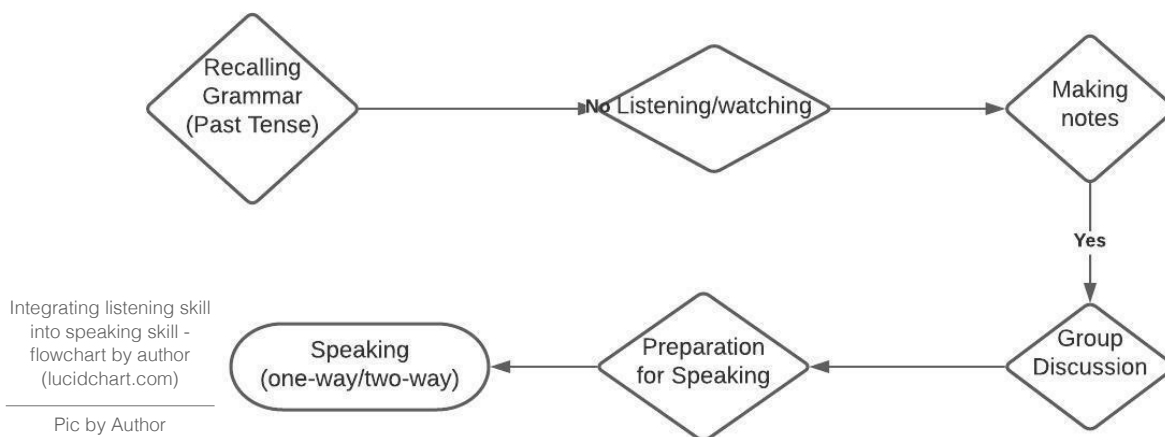 Recalling
Grammar
(Past Tense)
No Listening/watching
Making
notes
Yes
Group
Discussion
Preparation
for Speaking
Speaking
(one-way/two-way)
Integrating listening skill
into speaking skill -
flowchart by author
(lucidchart.com)
Pic by Author